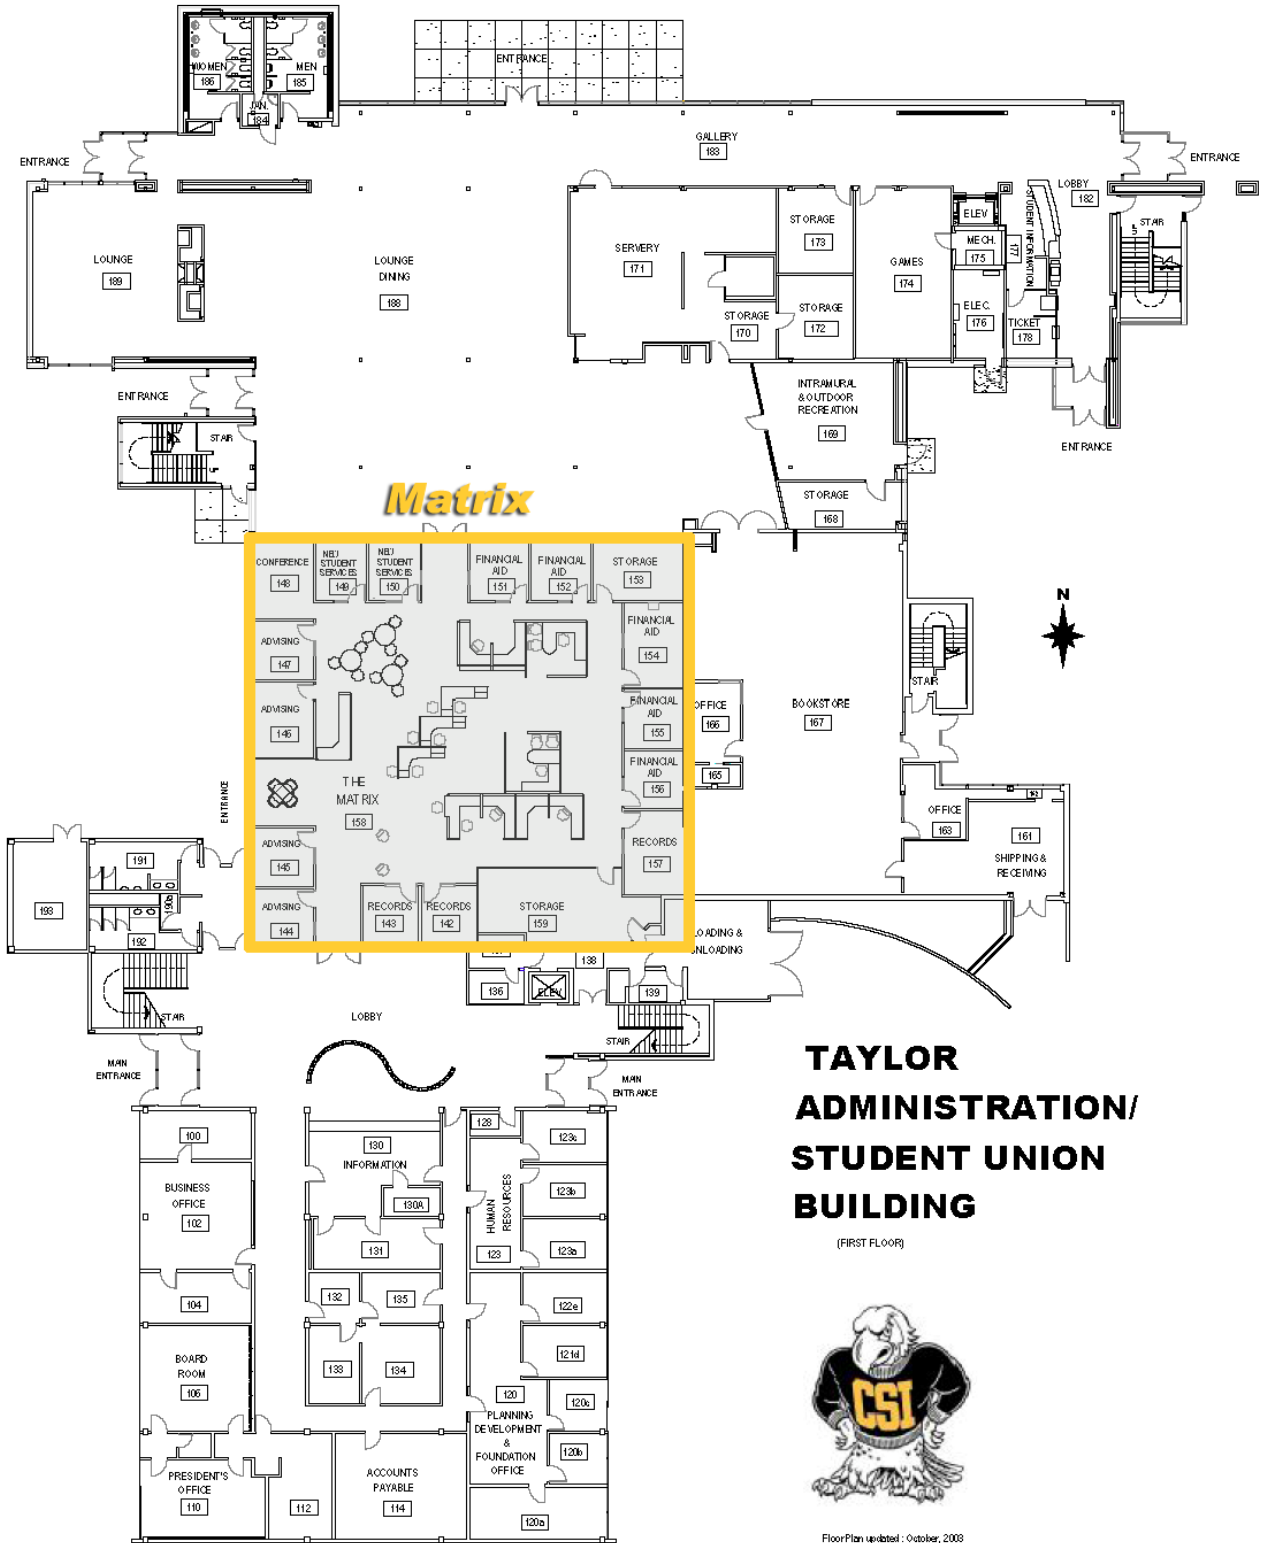 ENTRANCE
WOMEN
186
MEN
185
JAN.
184
GALLERY
183
ENTRANCE
ENTRANCE
LOBBY
182
STAIR
UP
ELEV
MECH.
175
STUDENT INFORMATION
177
STORAGE
173
SERVERY
171
GAMES
174
LOUNGE
189
LOUNGE
DINING
188
STORAGE
170
STORAGE
172
ELEC.
176
TICKET
178
ENTRANCE
INTRAMURAL
& OUTDOOR
RECREATION
169
ENTRANCE
STAIR
UP
STORAGE
168
Matrix
CONFERENCE
148
NEW
STUDENT
SERVICES
149
NEW
STUDENT
SERVICES
150
FINANCIAL
AID
151
FINANCIAL
AID
152
STORAGE
153
N
ADVISING
147
FINANCIAL
AID
154
STAIR
ADVISING
146
FINANCIAL
AID
155
OFFICE
166
BOOKSTORE
167
THE
MATRIX
158
FINANCIAL
AID
156
165
ENTRANCE
OFFICE
163
161
SHIPPING &
RECEIVING
ADVISING
145
RECORDS
157
191
190a
193
192
ADVISING
144
RECORDS
143
RECORDS
142
STORAGE
159
LOADING &
UNLOADING
138
136
ELEV
139
STAIR
LOBBY
STAIR
MAIN
ENTRANCE
MAIN
ENTRANCE
TAYLOR
ADMINISTRATION/
STUDENT UNION
BUILDING
(FIRST FLOOR)
100
130
INFORMATION
130A
128
123c
BUSINESS
OFFICE
102
HUMAN
RESOURCES
123
123b
131
123a
104
132
135
122e
BOARD
ROOM
106
133
134
121d
120
PLANNING
DEVELOPMENT
&
FOUNDATION
OFFICE
120c
120b
PRESIDENT'S
OFFICE
110
112
ACCOUNTS
PAYABLE
114
120a
CSI
FloorPlan updated : October, 2003